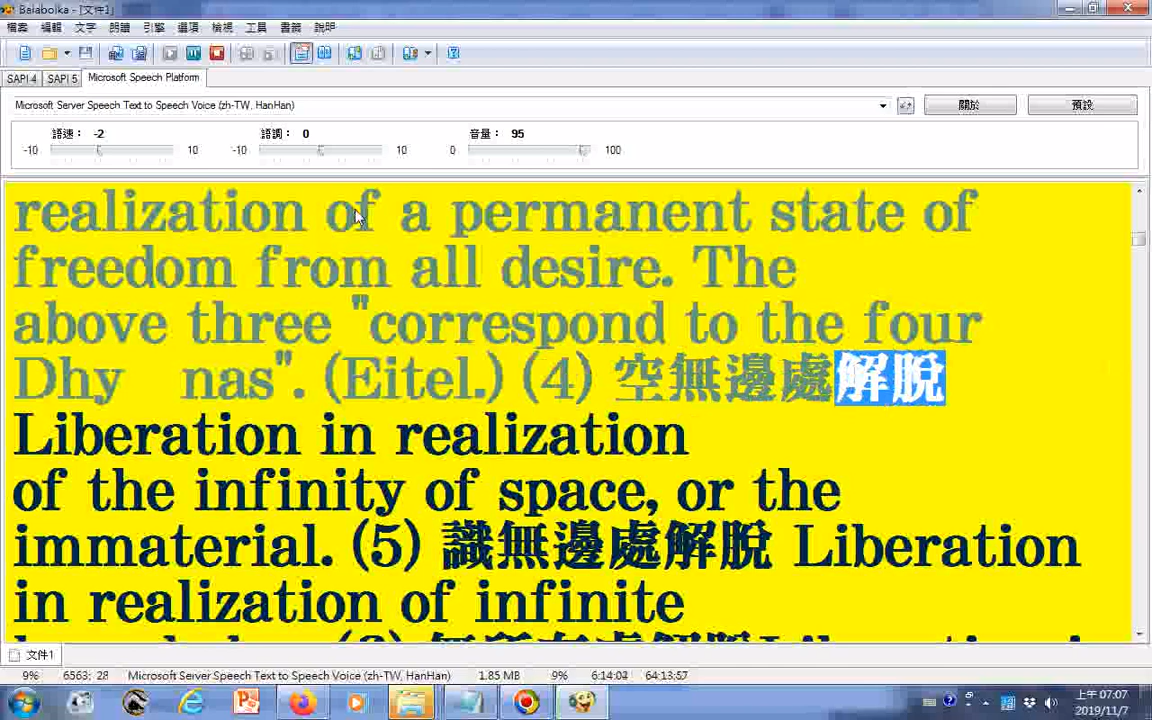 Balabolka - [文件1]
檔案 編輯 文字 朗讀 引擎 選項 檢視 工具 書籤 說明
SAPI 4 SAPI 5 Microsoft Speech Platform
Microsoft Server Speech Text to Speech Voice (zh-TW, HanHan) 關於 預設
語速： -2 語調： 0 音量： 95
-10 10 -10 10 0 100
realization of a permanent state of
freedom from all desire. The
above three "correspond to the four
Dhy nas". (Eitel.) (4) 空無邊處解脫
Liberation in realization
of the infinity of space, or the
immaterial. (5) 識無邊處解脫 Liberation
in realization of infinite
文件1
9% 6563; 28 Microsoft Server Speech Text to Speech Voice (zh-TW, HanHan) 1.85 MB 9% 6:14:02 64:13:57
上午 07:07
2019/11/7